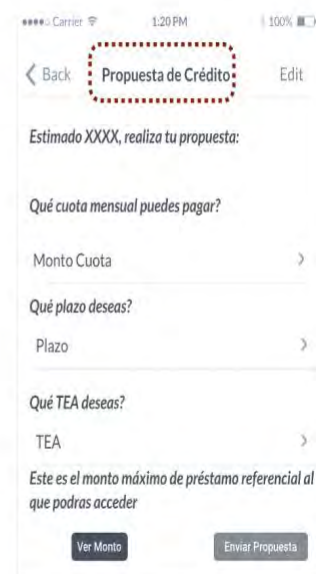 Carrier 1:20 PM 100%
Back Propuesta de Crédito Edit
Estimado XXXX, realiza tu propuesta:
Qué cuota mensual puedes pagar?
Monto Cuota
Qué plazo deseas?
Plazo
Qué TEA deseas?
TEA
Este es el monto máximo de préstamo referencial al
que podras acceder
Ver Monto Enviar Propuesta